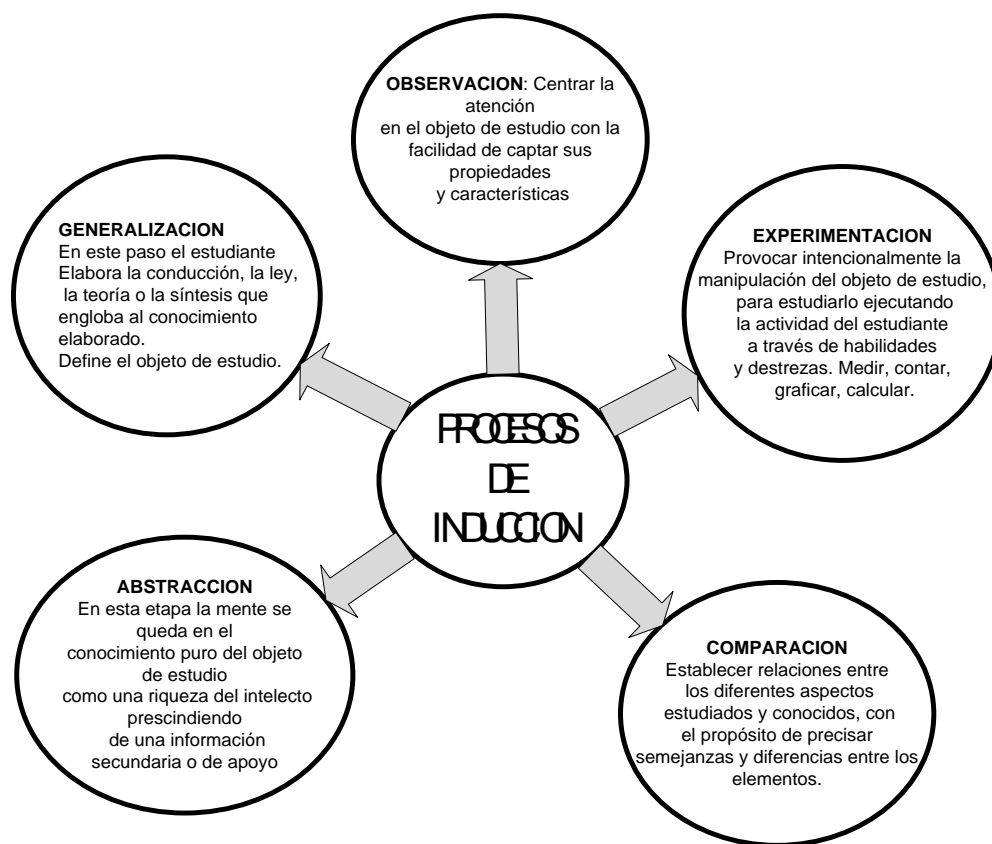 OBSERVACION: Centrar la
atención
en el objeto de estudio con la
facilidad de captar sus
propiedades
y características
GENERALIZACION
En este paso el estudiante
Elabora la conducción, la ley,
la teoría o la síntesis que
engloba al conocimiento
elaborado.
Define el objeto de estudio.
EXPERIMENTACION
Provocar intencionalmente la
manipulación del objeto de estudio,
para estudiarlo ejecutando
la actividad del estudiante
a través de habilidades
y destrezas. Medir, contar,
graficar, calcular.
PROCESOS
DE
INDUCCION
ABSTRACCION
En esta etapa la mente se
queda en el
conocimiento puro del objeto
de estudio
como una riqueza del intelecto
prescindiendo
de una información
secundaria o de apoyo
COMPARACION
Establecer relaciones entre
los diferentes aspectos
estudiados y conocidos, con
el propósito de precisar
semejanzas y diferencias entre los
elementos.